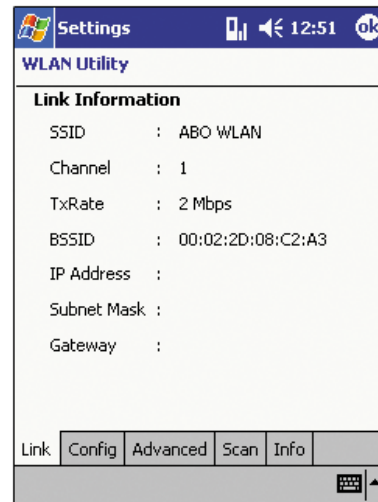 Settings 12:51 ok
WLAN Utility
Link Information
SSID : ABO WLAN
Channel : 1
TxRate : 2 Mbps
BSSID : 00:02:2D:08:C2:A3
IP Address :
Subnet Mask :
Gateway :
Link Config Advanced Scan Info